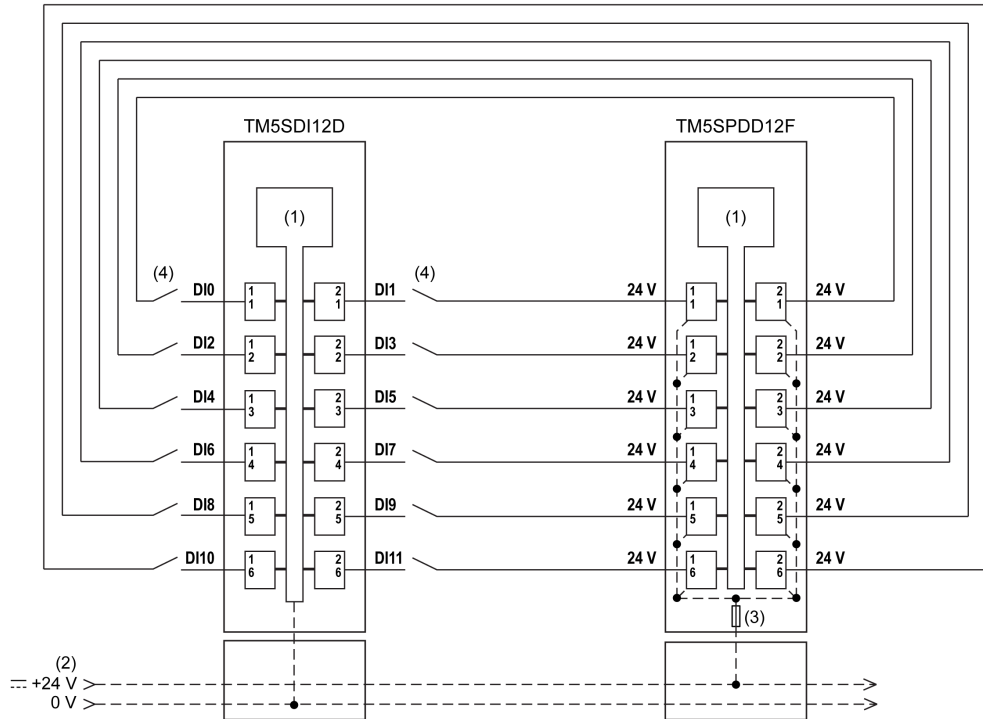 TM5SDI12D TM5SPDD12F
(1) (1)
(4) DI0 1 1 2 1 DI1 (4) 24 V 1 1 2 1 24 V
DI2 1 2 2 2 DI3 24 V 1 2 2 2 24 V
DI4 1 3 2 3 DI5 24 V 1 3 2 3 24 V
DI6 1 4 2 4 DI7 24 V 1 4 2 4 24 V
DI8 1 5 2 5 DI9 24 V 1 5 2 5 24 V
DI10 1 6 2 6 DI11 24 V 1 6 2 6 24 V
(3)
(2)
+24 V
0 V